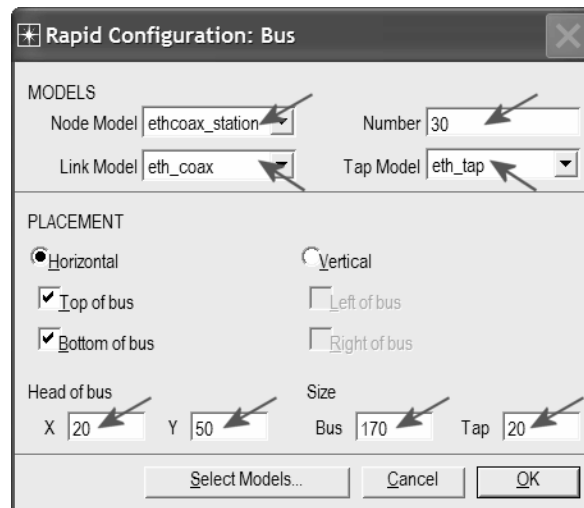 Rapid Configuration: Bus
MODELS
Node Model ethcoax_station Number 30
Link Model eth_coax Tap Model eth_tap
PLACEMENT
Horizontal Vertical
Top of bus Left of bus
Bottom of bus Right of bus
Head of bus Size
X 20 Y 50 Bus 170 Tap 20
Select Models... Cancel OK